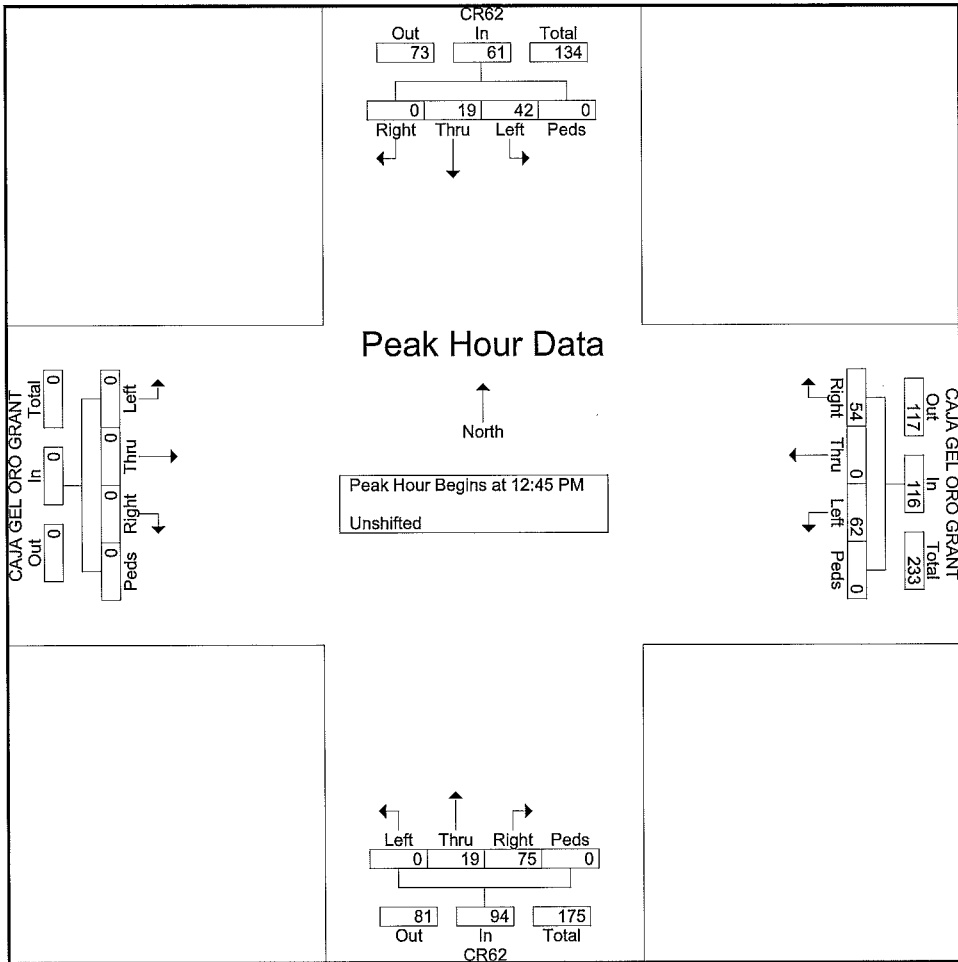 CR62
Out In Total
73 61 134
0 19 42 0
Right Thru Left Peds
Peak Hour Data
North
Peak Hour Begins at 12:45 PM
Unshifted
CAJA GEL ORO GRANT
Total In Out
0 0 0
0 0 0 0
Left Thru Right Peds
CAJA GEL ORO GRANT
Out In Total
117 116 233
54 0 62 0
Right Thru Left Peds
Left Thru Right Peds
0 19 75 0
81 94 175
Out In Total
CR62